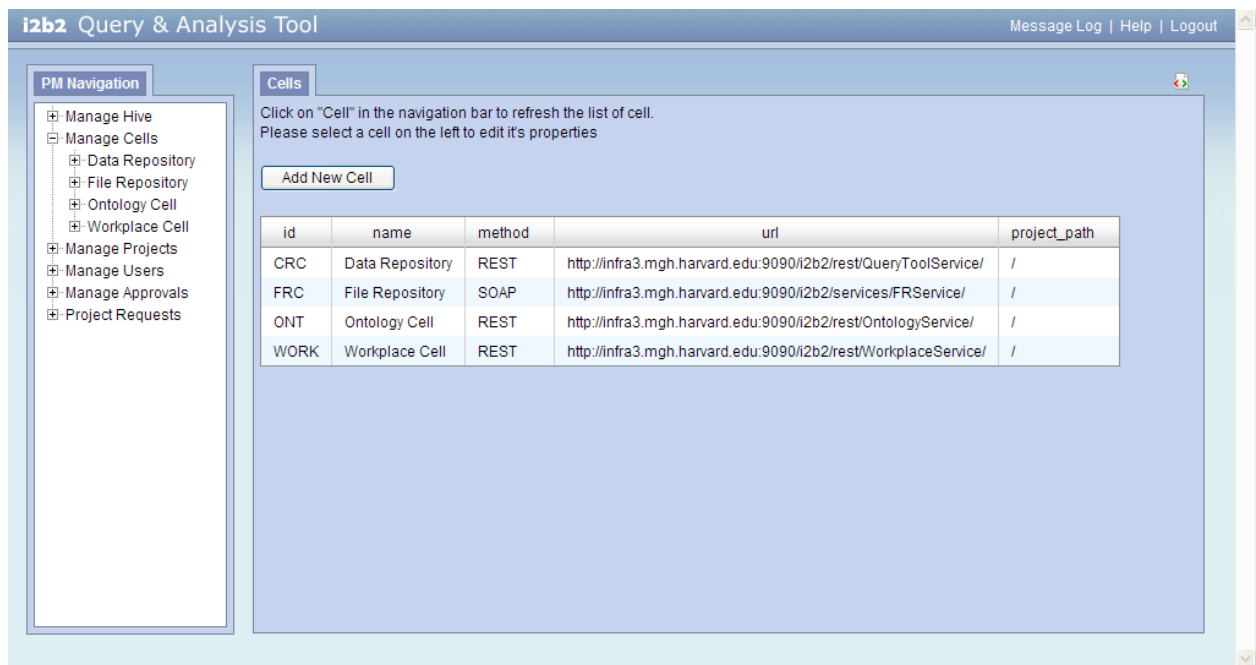 i2b2 Query & Analysis Tool
Message Log | Help | Logout
PM Navigation
Manage Hive
Manage Cells
Data Repository
File Repository
Ontology Cell
Workplace Cell
Manage Projects
Manage Users
Manage Approvals
Project Requests
Cells
Click on "Cell" in the navigation bar to refresh the list of cell.
Please select a cell on the left to edit it's properties
Add New Cell
id name method url project_path
CRC Data Repository REST http://infra3.mgh.harvard.edu:9090/i2b2/rest/QueryToolService/ /
FRC File Repository SOAP http://infra3.mgh.harvard.edu:9090/i2b2/services/FRService/ /
ONT Ontology Cell REST http://infra3.mgh.harvard.edu:9090/i2b2/rest/OntologyService/ /
WORK Workplace Cell REST http://infra3.mgh.harvard.edu:9090/i2b2/rest/WorkplaceService/ /